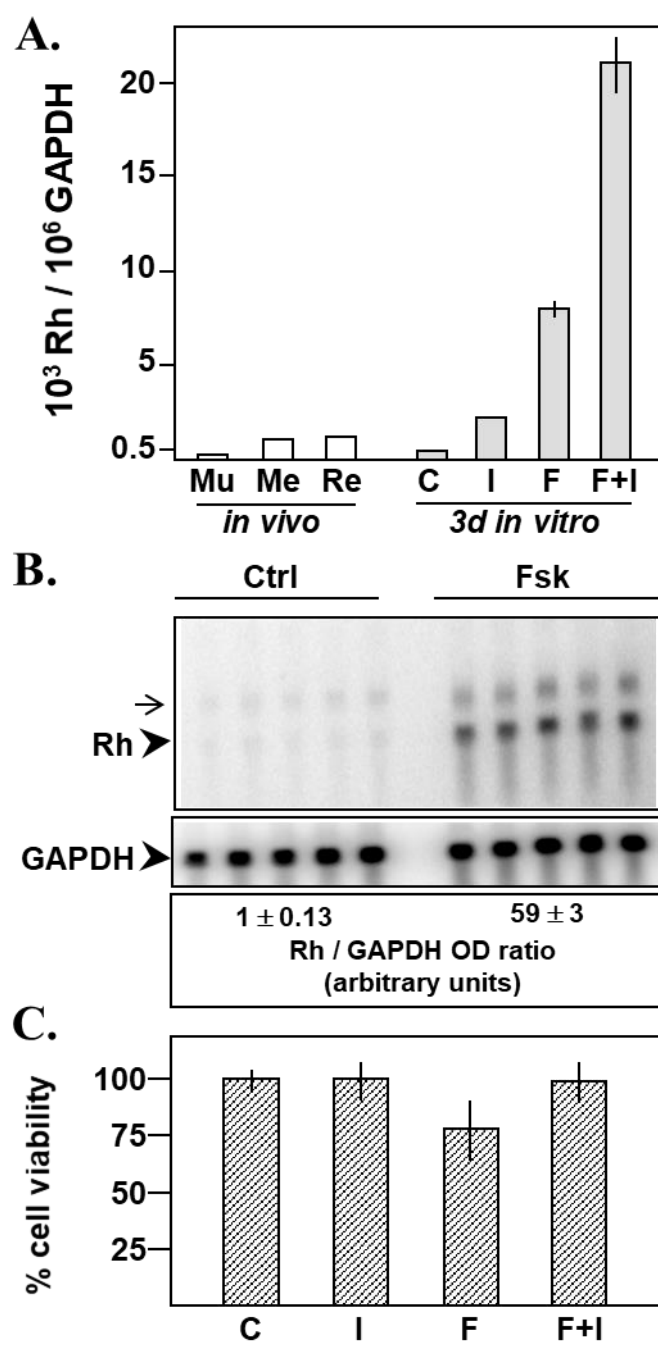 A.
10³ Rh / 10⁶ GAPDH
20
15
10
5
0.5
Mu Me Re C I F F+I
in vivo 3d in vitro
B.
Ctrl Fsk
Rh
GAPDH
1 ± 0.13 59 ± 3
Rh / GAPDH OD ratio
(arbitrary units)
C.
% cell viability
100
75
50
25
C I F F+I